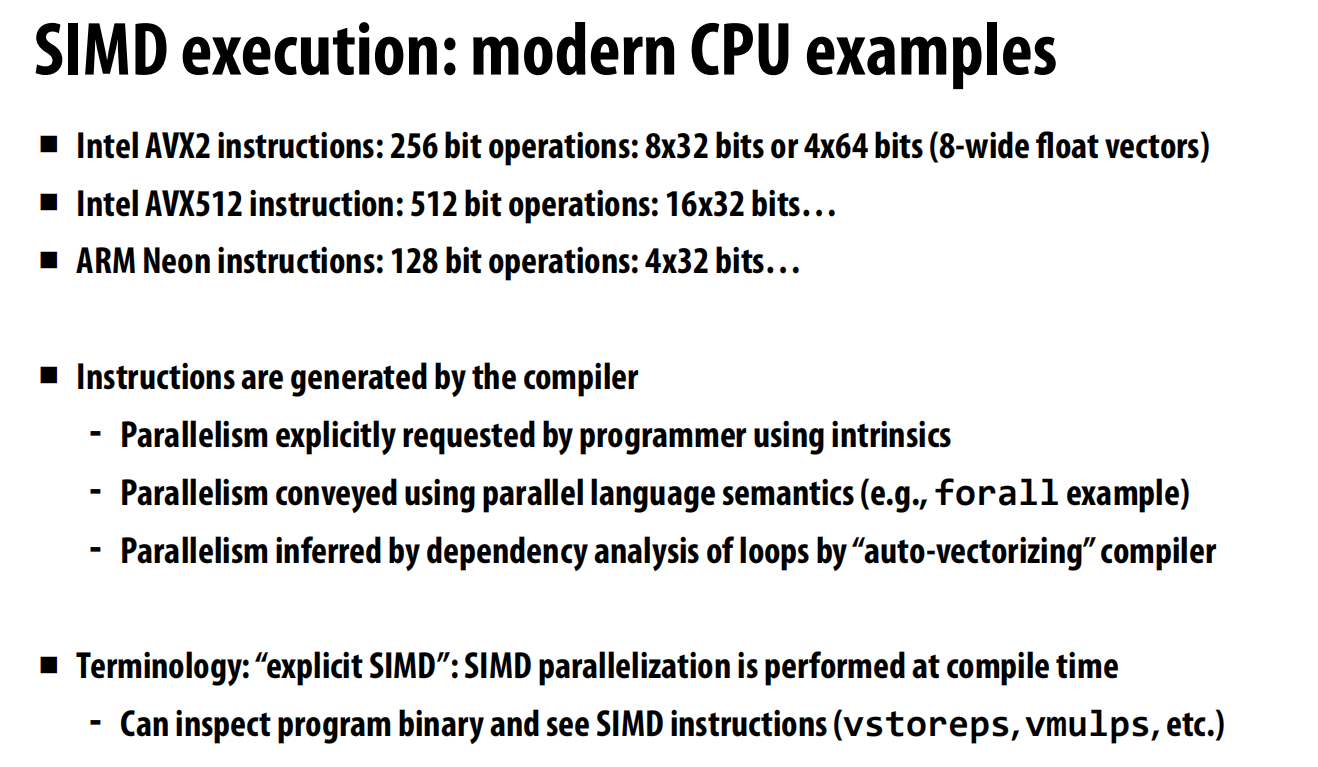 SIMD execution: modern CPU examples
■ Intel AVX2 instructions: 256 bit operations: 8x32 bits or 4x64 bits (8-wide float vectors)
■ Intel AVX512 instruction: 512 bit operations: 16x32 bits…
■ ARM Neon instructions: 128 bit operations: 4x32 bits…
■ Instructions are generated by the compiler
- Parallelism explicitly requested by programmer using intrinsics
- Parallelism conveyed using parallel language semantics (e.g., forall example)
- Parallelism inferred by dependency analysis of loops by “auto-vectorizing” compiler
■ Terminology: “explicit SIMD”: SIMD parallelization is performed at compile time
- Can inspect program binary and see SIMD instructions (vstoreps, vmulps, etc.)